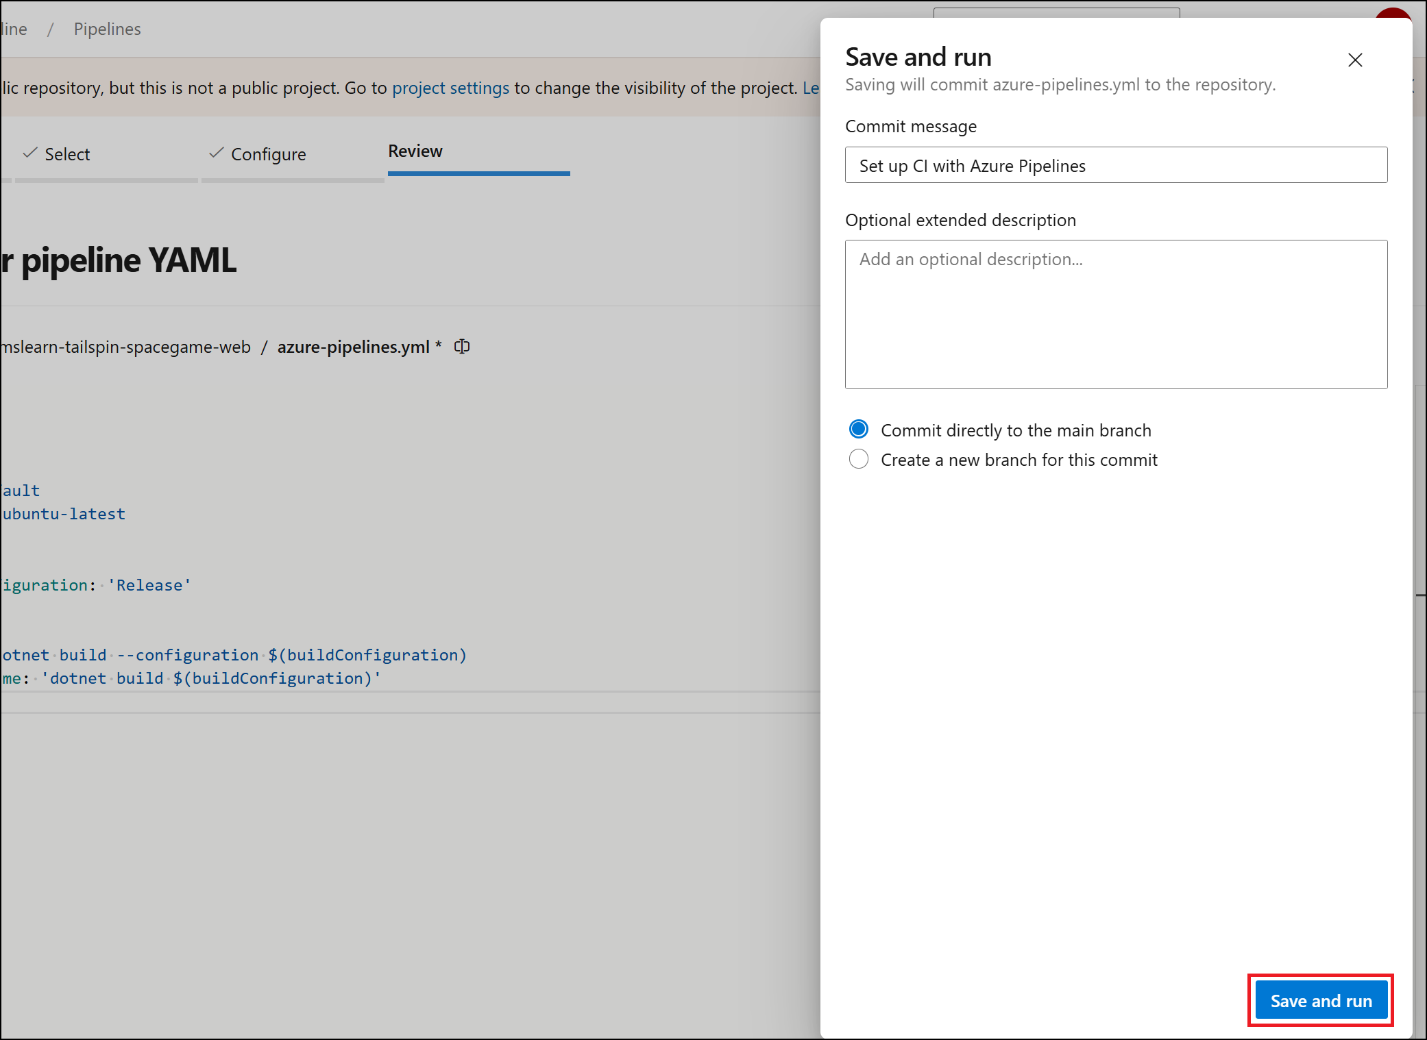 line / Pipelines
lic repository, but this is not a public project. Go to project settings to change the visibility of the project. Le
Select
Configure
Review
r pipeline YAML
mslearn-tailspin-spacegame-web / azure-pipelines.yml *
ault
ubuntu-latest
iguration: 'Release'
otnet build --configuration $(buildConfiguration)
me: 'dotnet build $(buildConfiguration)'
Save and run
Saving will commit azure-pipelines.yml to the repository.
Commit message
Set up CI with Azure Pipelines
Optional extended description
Add an optional description...
Commit directly to the main branch
Create a new branch for this commit
Save and run